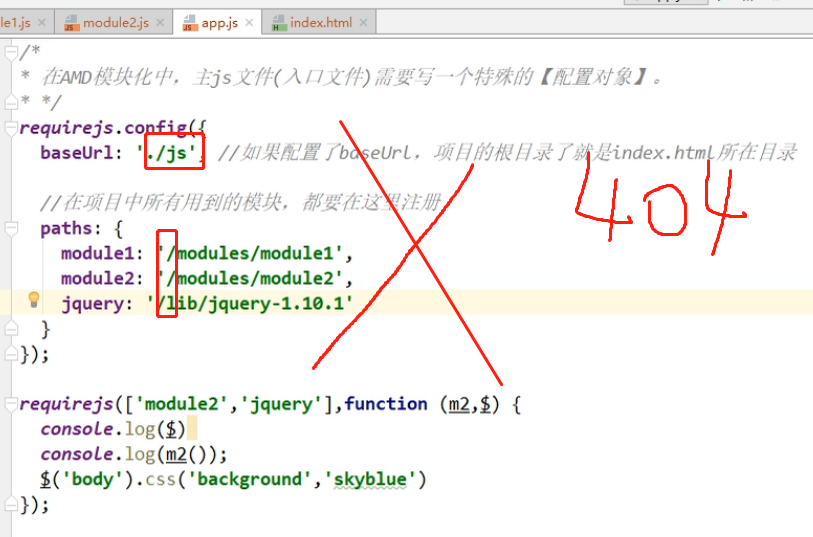 le1.js × module2.js × app.js × index.html ×
/*
* 在AMD模块化中，主js文件(入口文件)需要写一个特殊的【配置对象】。
* */
requirejs.config({
baseUrl: './js', //如果配置了baseUrl，项目的根目录了就是index.html所在目录
404
//在项目中所有用到的模块，都要在这里注册
paths: {
module1: '/modules/module1',
module2: '/modules/module2',
jquery: '/lib/jquery-1.10.1'
}
});
requirejs(['module2','jquery'],function (m2,$) {
console.log($)
console.log(m2());
$('body').css('background','skyblue')
});